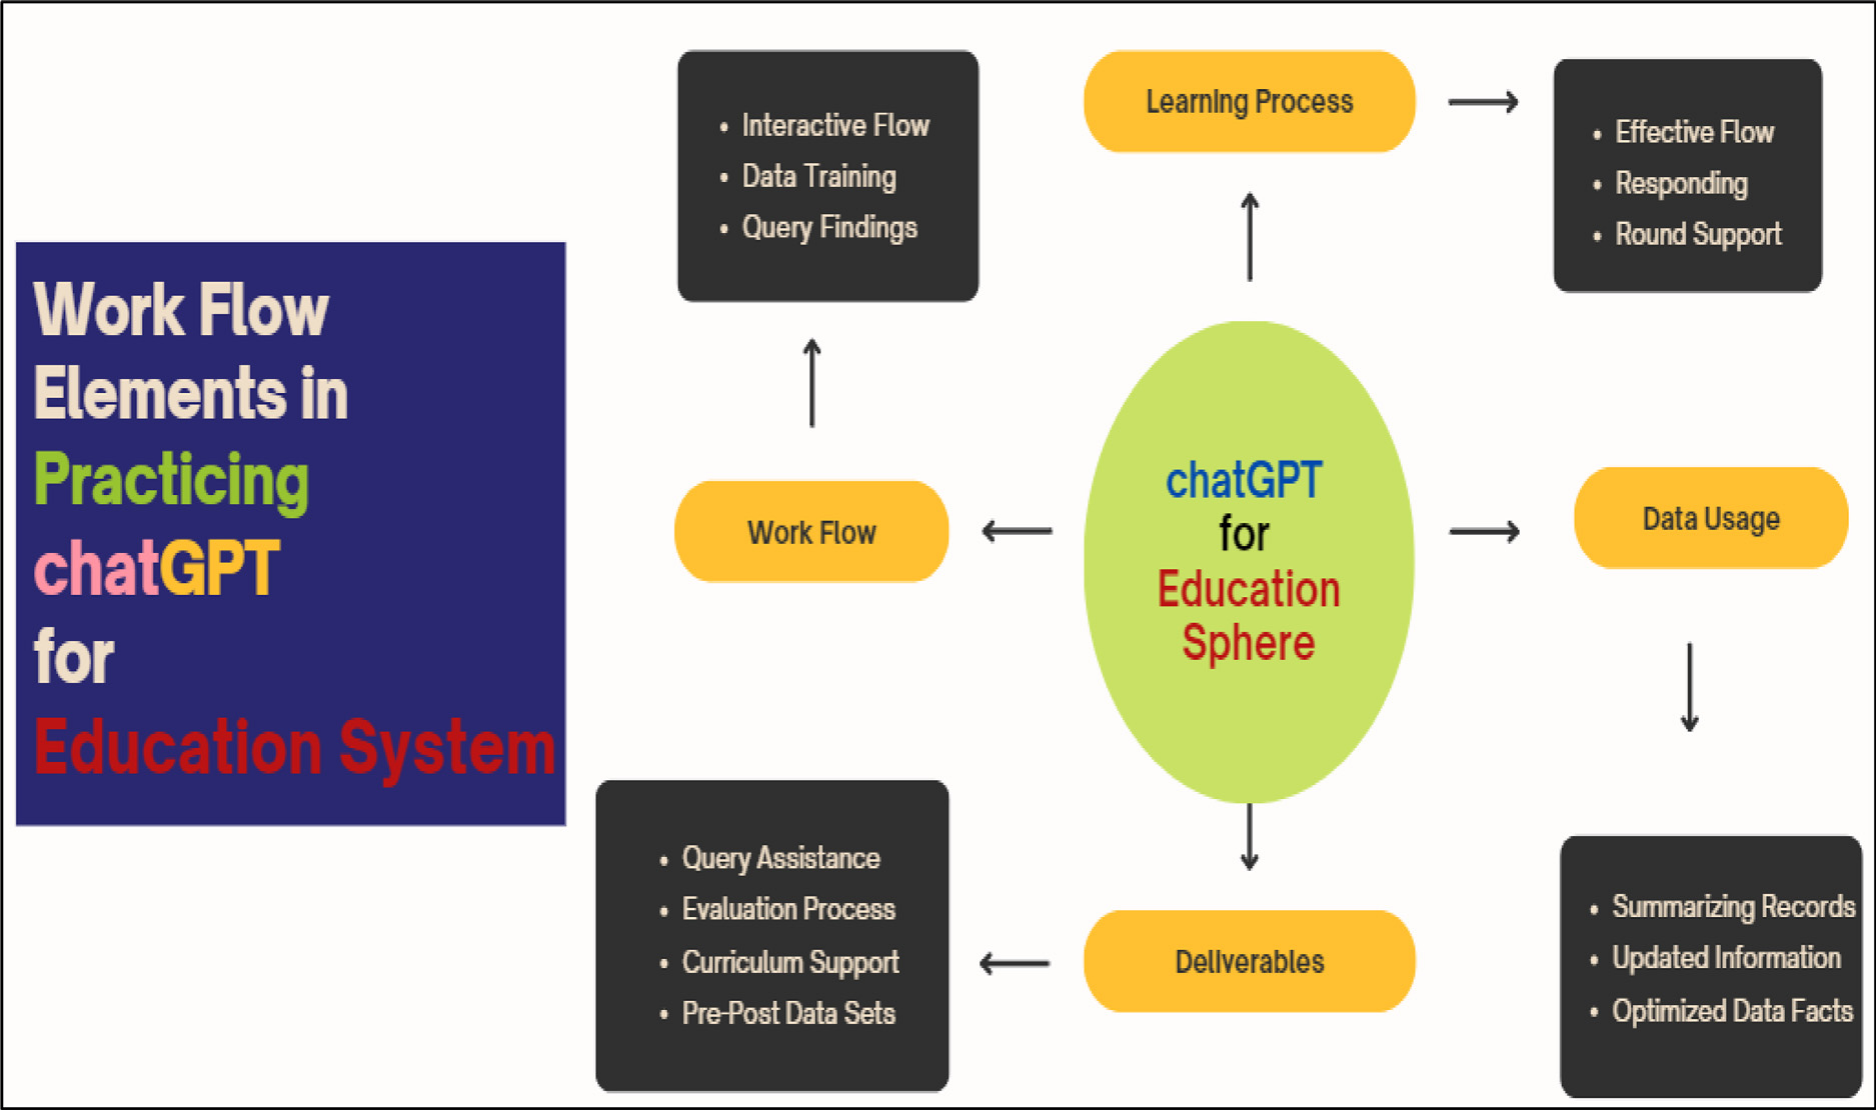 Work Flow
Elements in
Practicing
chatGPT
for
Education System
• Interactive Flow
• Data Training
• Query Findings
Learning Process
• Effective Flow
• Responding
• Round Support
Work Flow
chatGPT
for
Education
Sphere
Data Usage
• Query Assistance
• Evaluation Process
• Curriculum Support
• Pre-Post Data Sets
Deliverables
• Summarizing Records
• Updated Information
• Optimized Data Facts